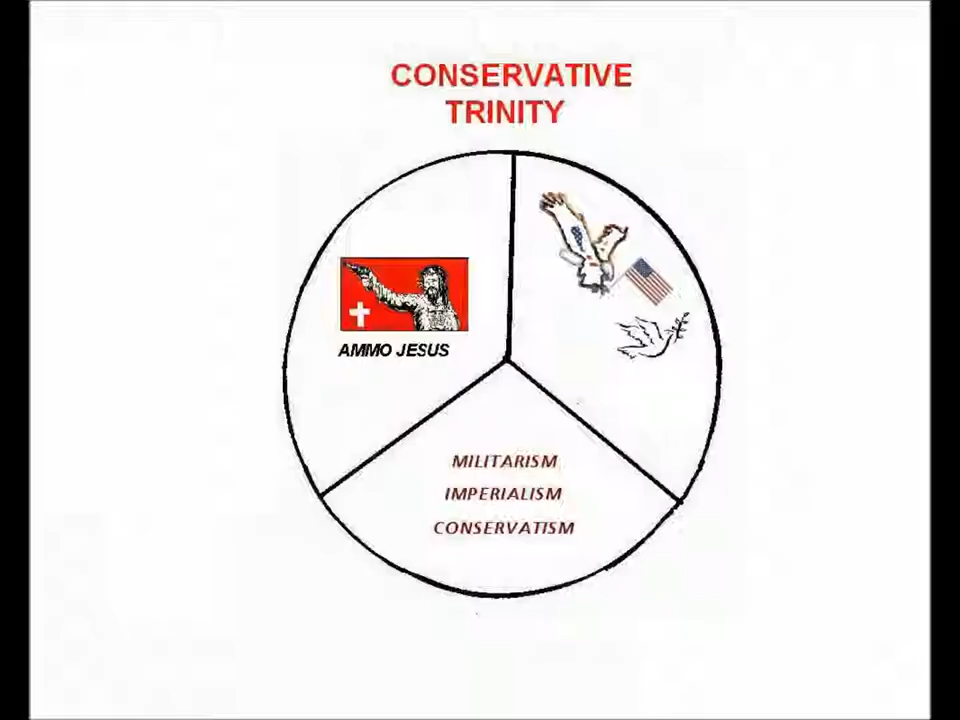 CONSERVATIVE
TRINITY
AMMO JESUS
MILITARISM
IMPERIALISM
CONSERVATISM